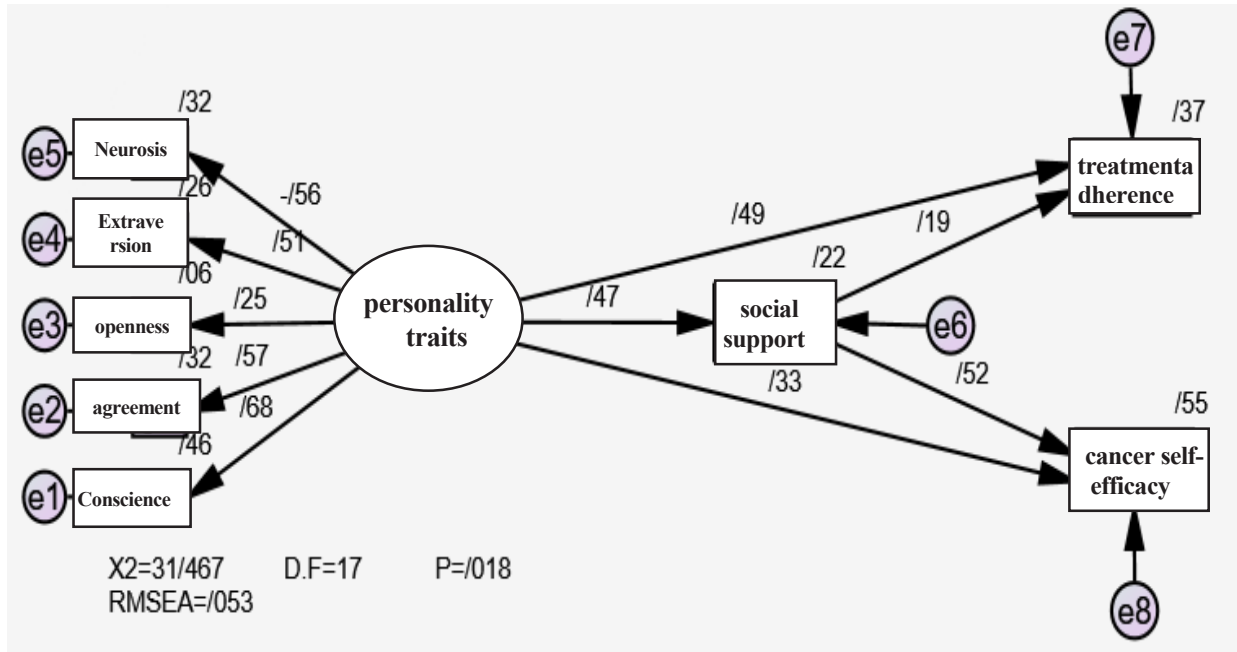 e7
/37
treatmenta
dherence
/32
e5
Neurosis
-/56
/26
e4
Extrave
rsion
/51
/06
e3
openness
/25
/32
/57
e2
agreement
/68
/46
e1
Conscience
personality
traits
/49
/19
/47
/22
social
support
e6
/33
/52
/55
cancer self-
efficacy
e8
X2=31/467 D.F=17 P=/018
RMSEA=/053